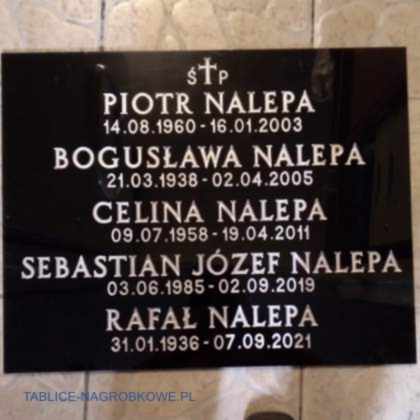 Ś✝P
PIOTR NALEPA
14.08.1960 - 16.01.2003
BOGUSŁAWA NALEPA
21.03.1938 - 02.04.2005
CELINA NALEPA
09.07.1958 - 19.04.2011
SEBASTIAN JÓZEF NALEPA
03.06.1985 - 02.09.2019
RAFAŁ NALEPA
31.01.1936 - 07.09.2021
TABLICE-NAGROBKOWE.PL